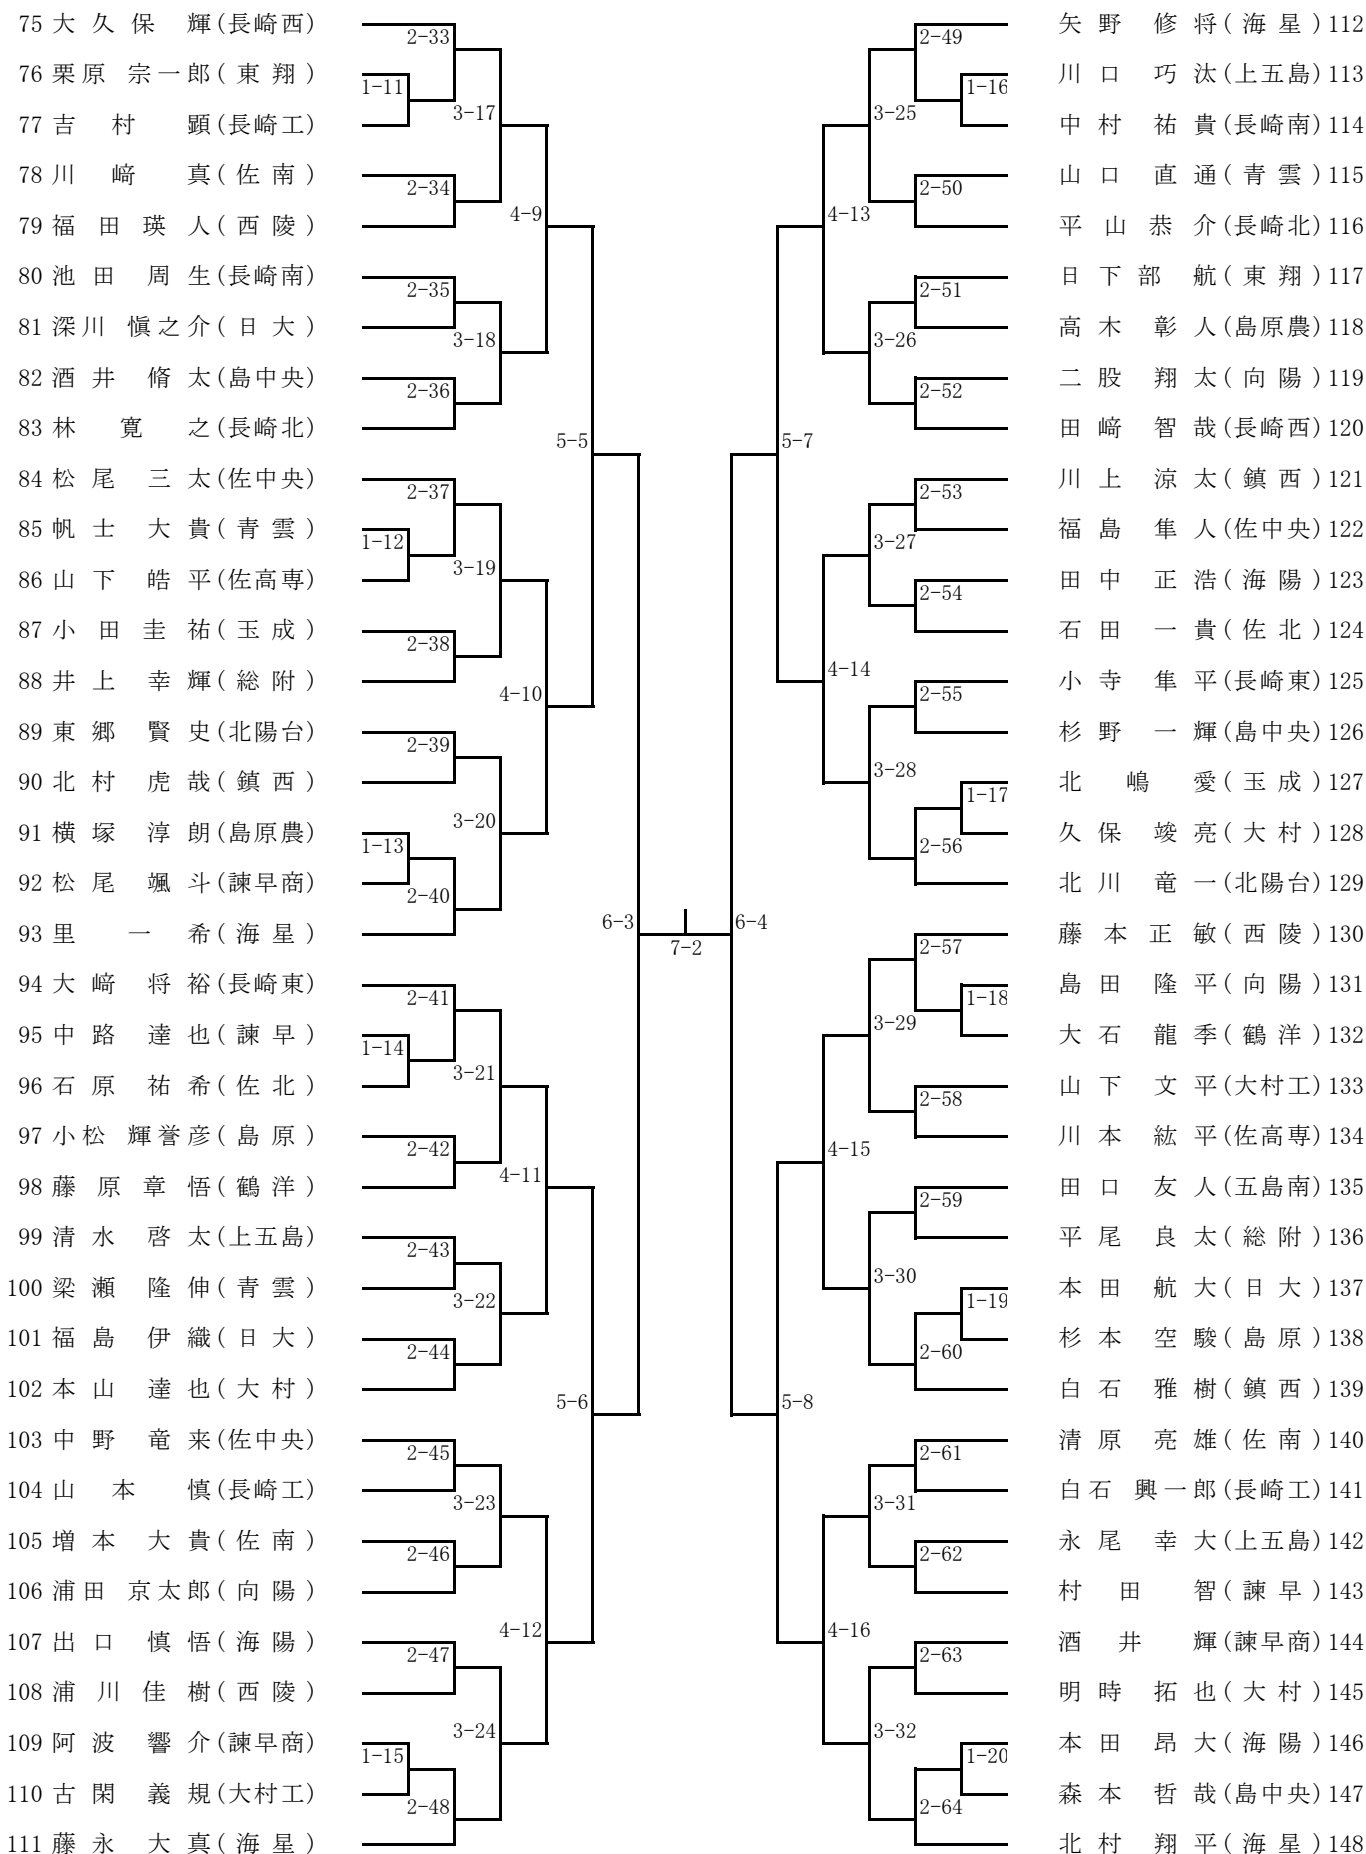 75 大久保 輝(長崎西)
2-33
76 栗原 宗一郎(東翔)
1-11
77 吉村 顕(長崎工)
3-17
78 川﨑 真(佐南)
2-34
79 福田 瑛人(西陵)
4-9
80 池田 周生(長崎南)
2-35
81 深川 愼之介(日大)
3-18
82 酒井 脩太(島中央)
2-36
83 林 寛之(長崎北)
5-5
84 松尾 三太(佐中央)
2-37
85 帆士 大貴(青雲)
1-12
86 山下 皓平(佐高専)
3-19
87 小田 圭祐(玉成)
2-38
88 井上 幸輝(総附)
4-10
89 東郷 賢史(北陽台)
2-39
90 北村 虎哉(鎮西)
3-20
91 横塚 淳朗(島原農)
1-13
92 松尾 颯斗(諫早商)
2-40
93 里 一希(海星)
6-3
94 大﨑 将裕(長崎東)
2-41
95 中路 達也(諫早)
1-14
96 石原 祐希(佐北)
3-21
97 小松 輝誉彦(島原)
2-42
98 藤原 章悟(鶴洋)
4-11
99 清水 啓太(上五島)
2-43
100 梁瀬 隆伸(青雲)
3-22
101 福島 伊織(日大)
2-44
102 本山 達也(大村)
5-6
103 中野 竜来(佐中央)
2-45
104 山本 慎(長崎工)
3-23
105 増本 大貴(佐南)
2-46
106 浦田 京太郎(向陽)
4-12
107 出口 慎悟(海陽)
2-47
108 浦川 佳樹(西陵)
3-24
109 阿波 響介(諫早商)
1-15
110 古閑 義規(大村工)
2-48
111 藤永 大真(海星)
7-2
矢野 修将(海星)112
2-49
川口 巧汰(上五島)113
1-16
中村 祐貴(長崎南)114
3-25
山口 直通(青雲)115
2-50
平山 恭介(長崎北)116
4-13
日下部 航(東翔)117
2-51
高木 彰人(島原農)118
3-26
二股 翔太(向陽)119
2-52
田﨑 智哉(長崎西)120
5-7
川上 涼太(鎮西)121
2-53
福島 隼人(佐中央)122
3-27
田中 正浩(海陽)123
2-54
石田 一貴(佐北)124
4-14
小寺 隼平(長崎東)125
2-55
杉野 一輝(島中央)126
3-28
北嶋 愛(玉成)127
1-17
久保 竣亮(大村)128
2-56
北川 竜一(北陽台)129
6-4
藤本 正敏(西陵)130
2-57
島田 隆平(向陽)131
1-18
大石 龍季(鶴洋)132
3-29
山下 文平(大村工)133
2-58
川本 紘平(佐高専)134
4-15
田口 友人(五島南)135
2-59
平尾 良太(総附)136
3-30
本田 航大(日大)137
1-19
杉本 空駿(島原)138
2-60
白石 雅樹(鎮西)139
5-8
清原 亮雄(佐南)140
2-61
白石 興一郎(長崎工)141
3-31
永尾 幸大(上五島)142
2-62
村田 智(諫早)143
4-16
酒井 輝(諫早商)144
2-63
明時 拓也(大村)145
3-32
本田 昂大(海陽)146
1-20
森本 哲哉(島中央)147
2-64
北村 翔平(海星)148